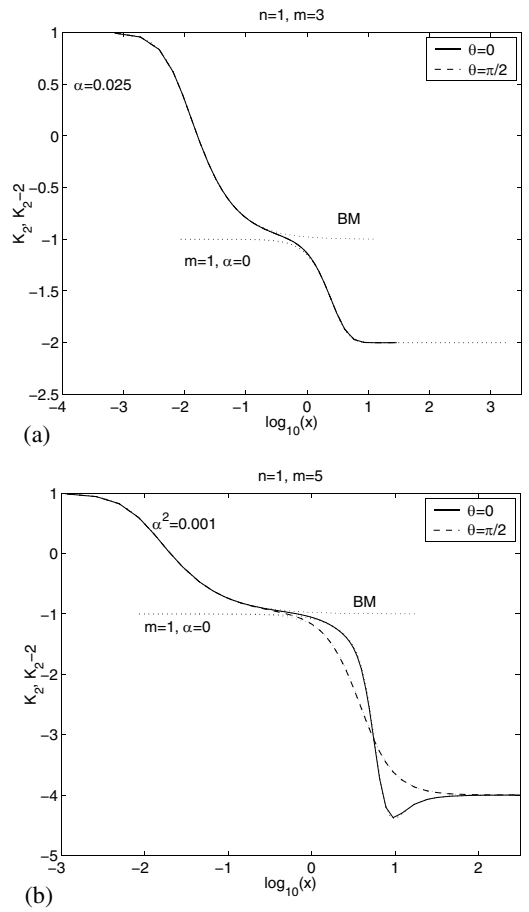 n=1, m=3
θ=0
θ=π/2
α=0.025
BM
m=1, α=0
K2, K2−2
1
0.5
0
−0.5
−1
−1.5
−2
−2.5
−4 −3 −2 −1 0 1 2 3
log10(x)
(a)
n=1, m=5
θ=0
θ=π/2
α2=0.001
BM
m=1, α=0
K2, K2−2
1
0
−1
−2
−3
−4
−5
−3 −2 −1 0 1 2
log10(x)
(b)